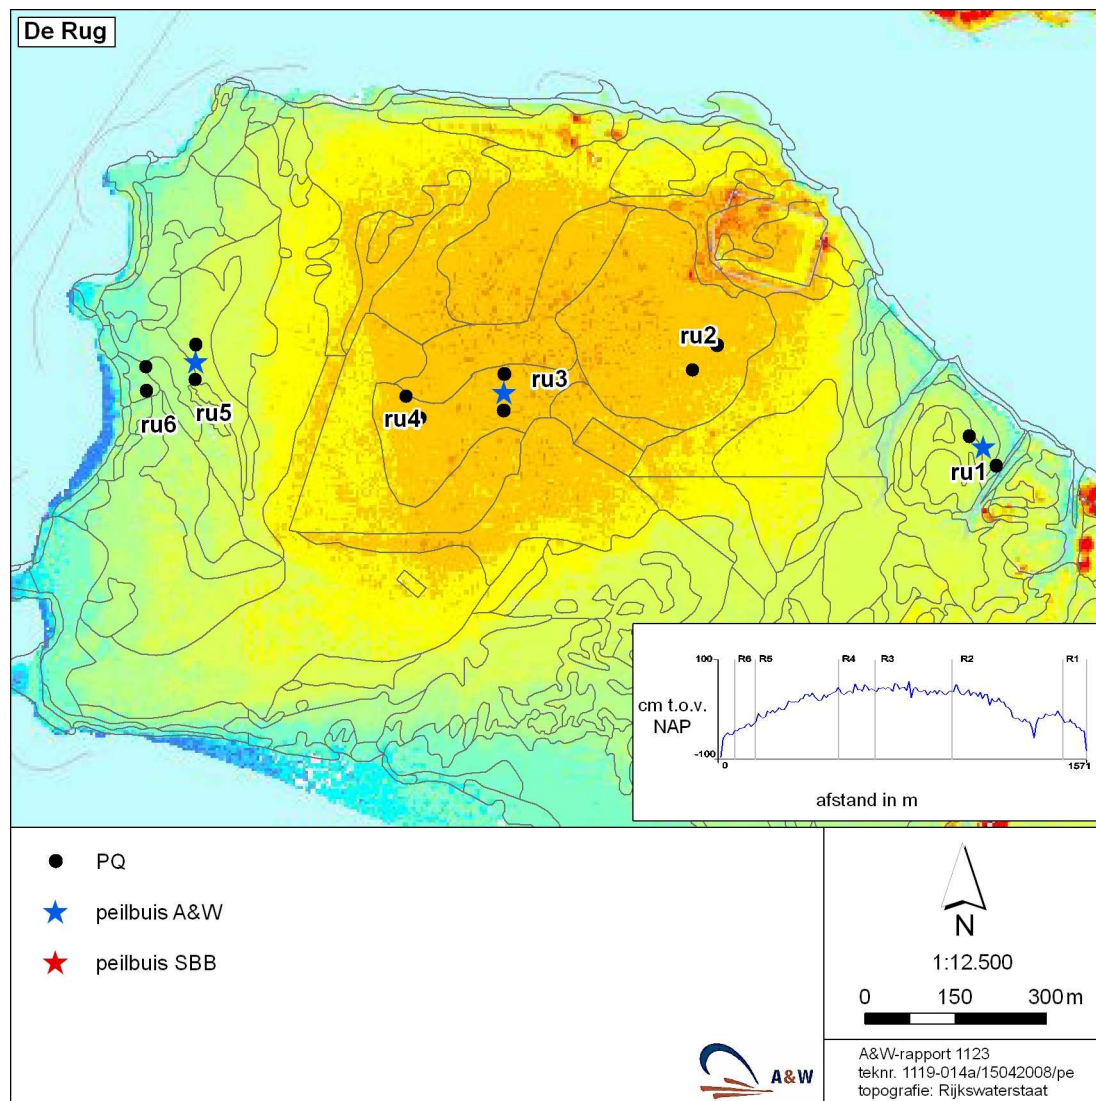 De Rug
ru2
ru3
ru4
ru5
ru6
ru1
100
R6
R5
R4
R3
R2
R1
cm t.o.v.
NAP
-100
0
1571
afstand in m
PQ
peilbuis A&W
peilbuis SBB
N
1:12.500
0 150 300 m
A&W
A&W-rapport 1123
teknr. 1119-014a/15042008/pe
topografie: Rijkswaterstaat